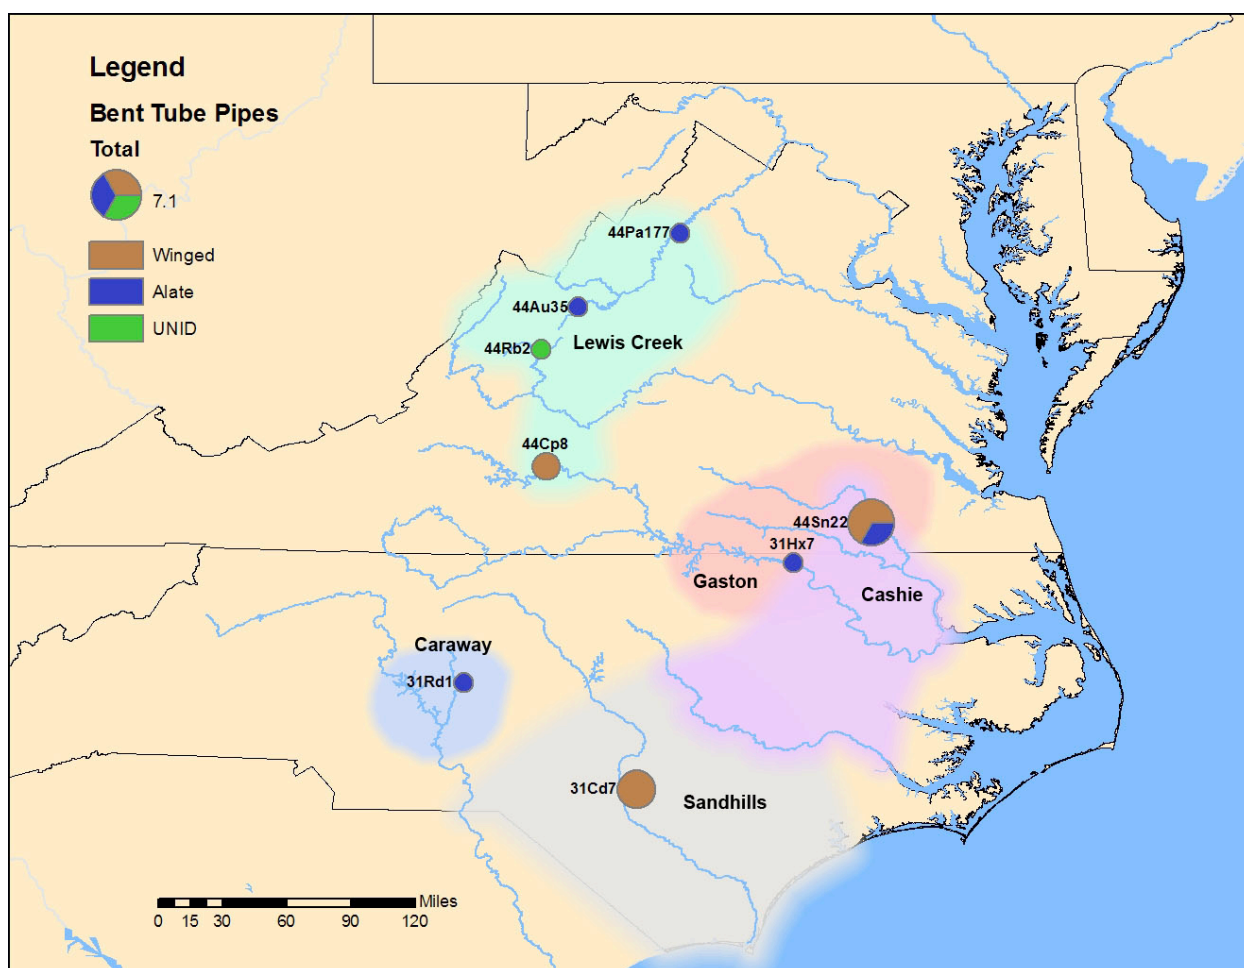 Legend
Bent Tube Pipes
Total
7.1
Winged
Alate
UNID
44Pa177
44Au35
44Rb2
Lewis Creek
44Cp8
44Sn22
31Hx7
Gaston
Cashie
Caraway
31Rd1
31Cd7
Sandhills
Miles
0 15 30 60 90 120